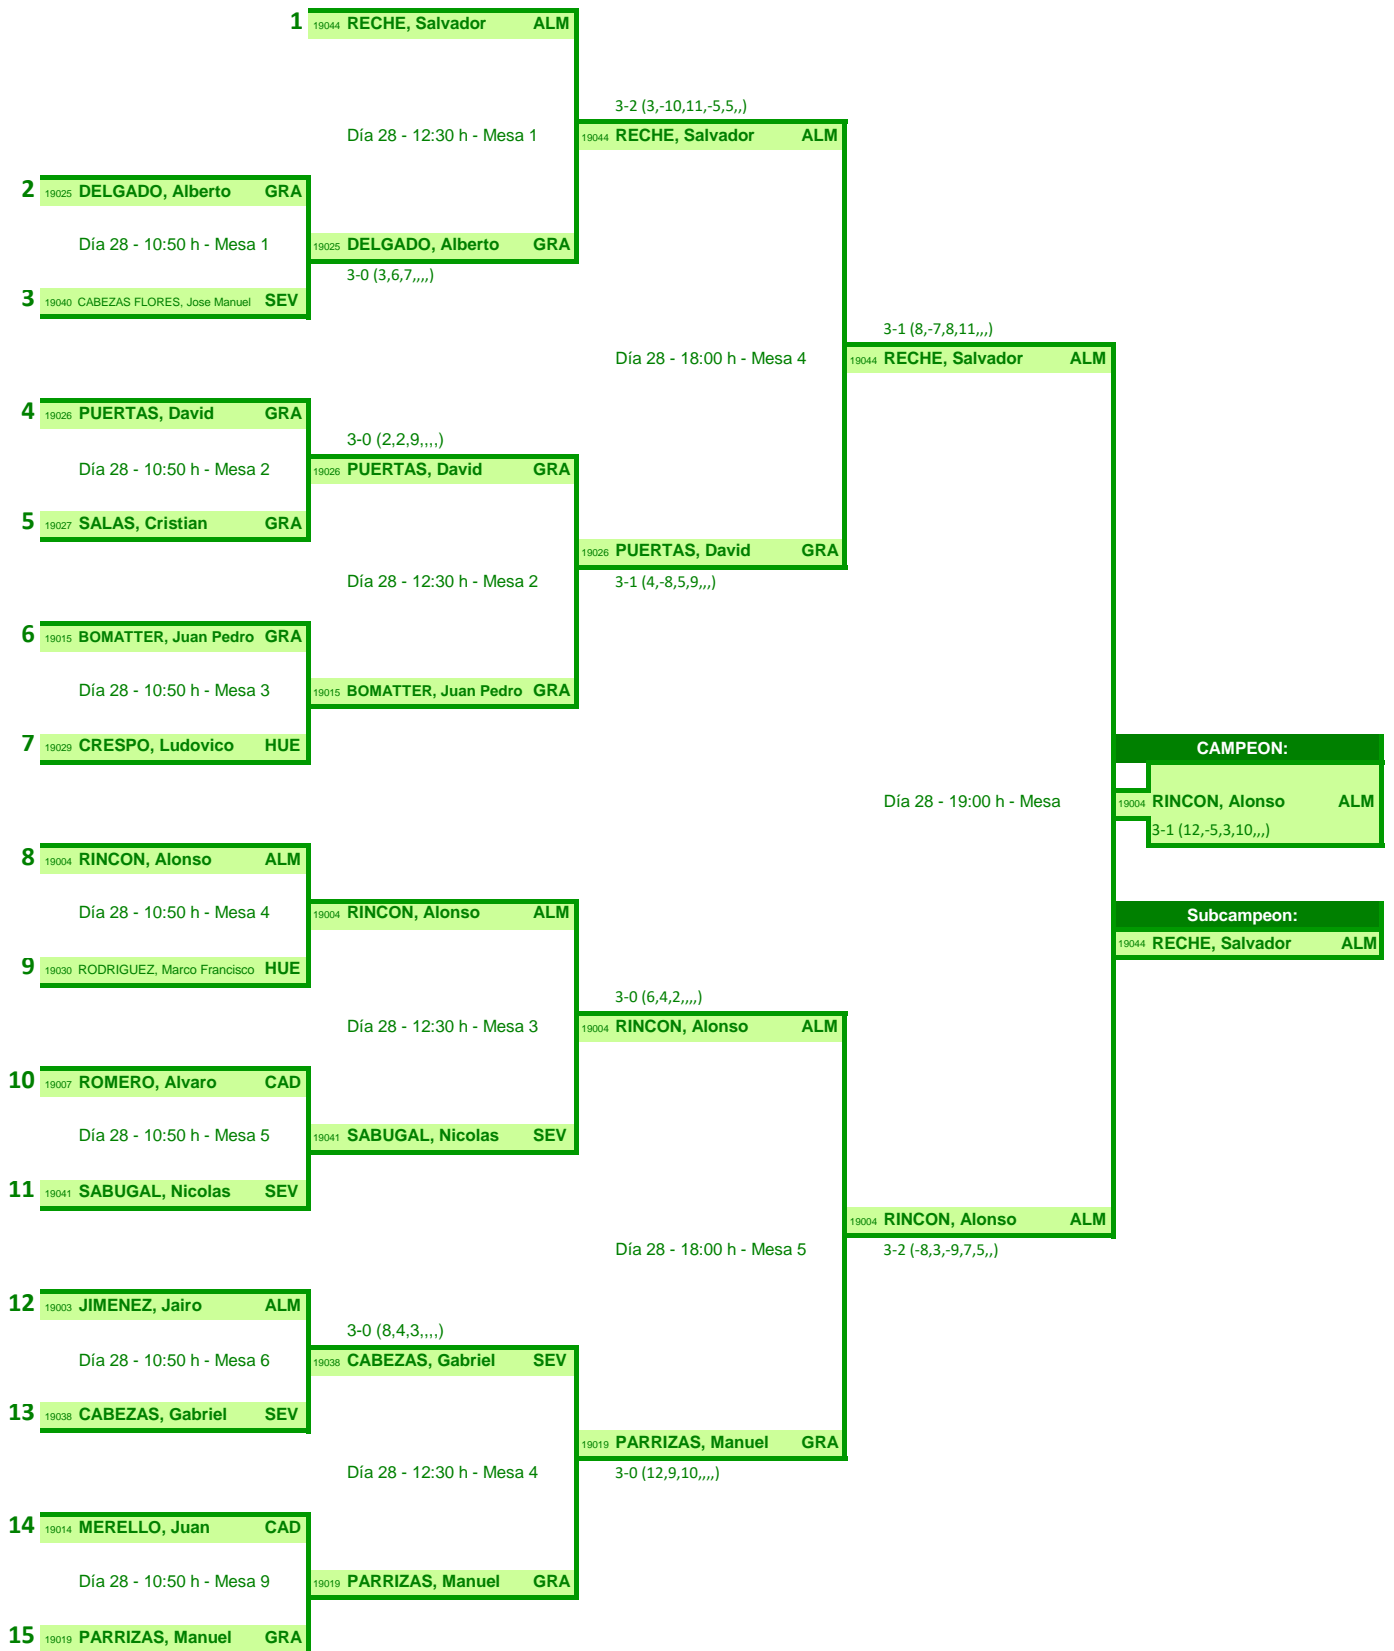 1 19044 RECHE, Salvador ALM
3-2 (3,-10,11,-5,5,,)
Día 28 - 12:30 h - Mesa 1
19044 RECHE, Salvador ALM
2 19025 DELGADO, Alberto GRA
Día 28 - 10:50 h - Mesa 1
19025 DELGADO, Alberto GRA
3-0 (3,6,7,,,,)
3 19040 CABEZAS FLORES, Jose Manuel SEV
3-1 (8,-7,8,11,,,)
Día 28 - 18:00 h - Mesa 4
19044 RECHE, Salvador ALM
4 19026 PUERTAS, David GRA
3-0 (2,2,9,,,,)
Día 28 - 10:50 h - Mesa 2
19026 PUERTAS, David GRA
5 19027 SALAS, Cristian GRA
19026 PUERTAS, David GRA
Día 28 - 12:30 h - Mesa 2
3-1 (4,-8,5,9,,,)
6 19015 BOMATTER, Juan Pedro GRA
Día 28 - 10:50 h - Mesa 3
19015 BOMATTER, Juan Pedro GRA
7 19029 CRESPO, Ludovico HUE
CAMPEON:
Día 28 - 19:00 h - Mesa
19004 RINCON, Alonso ALM
3-1 (12,-5,3,10,,,)
8 19004 RINCON, Alonso ALM
Día 28 - 10:50 h - Mesa 4
19004 RINCON, Alonso ALM
Subcampeon:
19044 RECHE, Salvador ALM
9 19030 RODRIGUEZ, Marco Francisco HUE
3-0 (6,4,2,,,,)
Día 28 - 12:30 h - Mesa 3
19004 RINCON, Alonso ALM
10 19007 ROMERO, Alvaro CAD
Día 28 - 10:50 h - Mesa 5
19041 SABUGAL, Nicolas SEV
11 19041 SABUGAL, Nicolas SEV
19004 RINCON, Alonso ALM
Día 28 - 18:00 h - Mesa 5
3-2 (-8,3,-9,7,5,,)
12 19003 JIMENEZ, Jairo ALM
3-0 (8,4,3,,,,)
Día 28 - 10:50 h - Mesa 6
19038 CABEZAS, Gabriel SEV
13 19038 CABEZAS, Gabriel SEV
19019 PARRIZAS, Manuel GRA
Día 28 - 12:30 h - Mesa 4
3-0 (12,9,10,,,,)
14 19014 MERELLO, Juan CAD
Día 28 - 10:50 h - Mesa 9
19019 PARRIZAS, Manuel GRA
15 19019 PARRIZAS, Manuel GRA